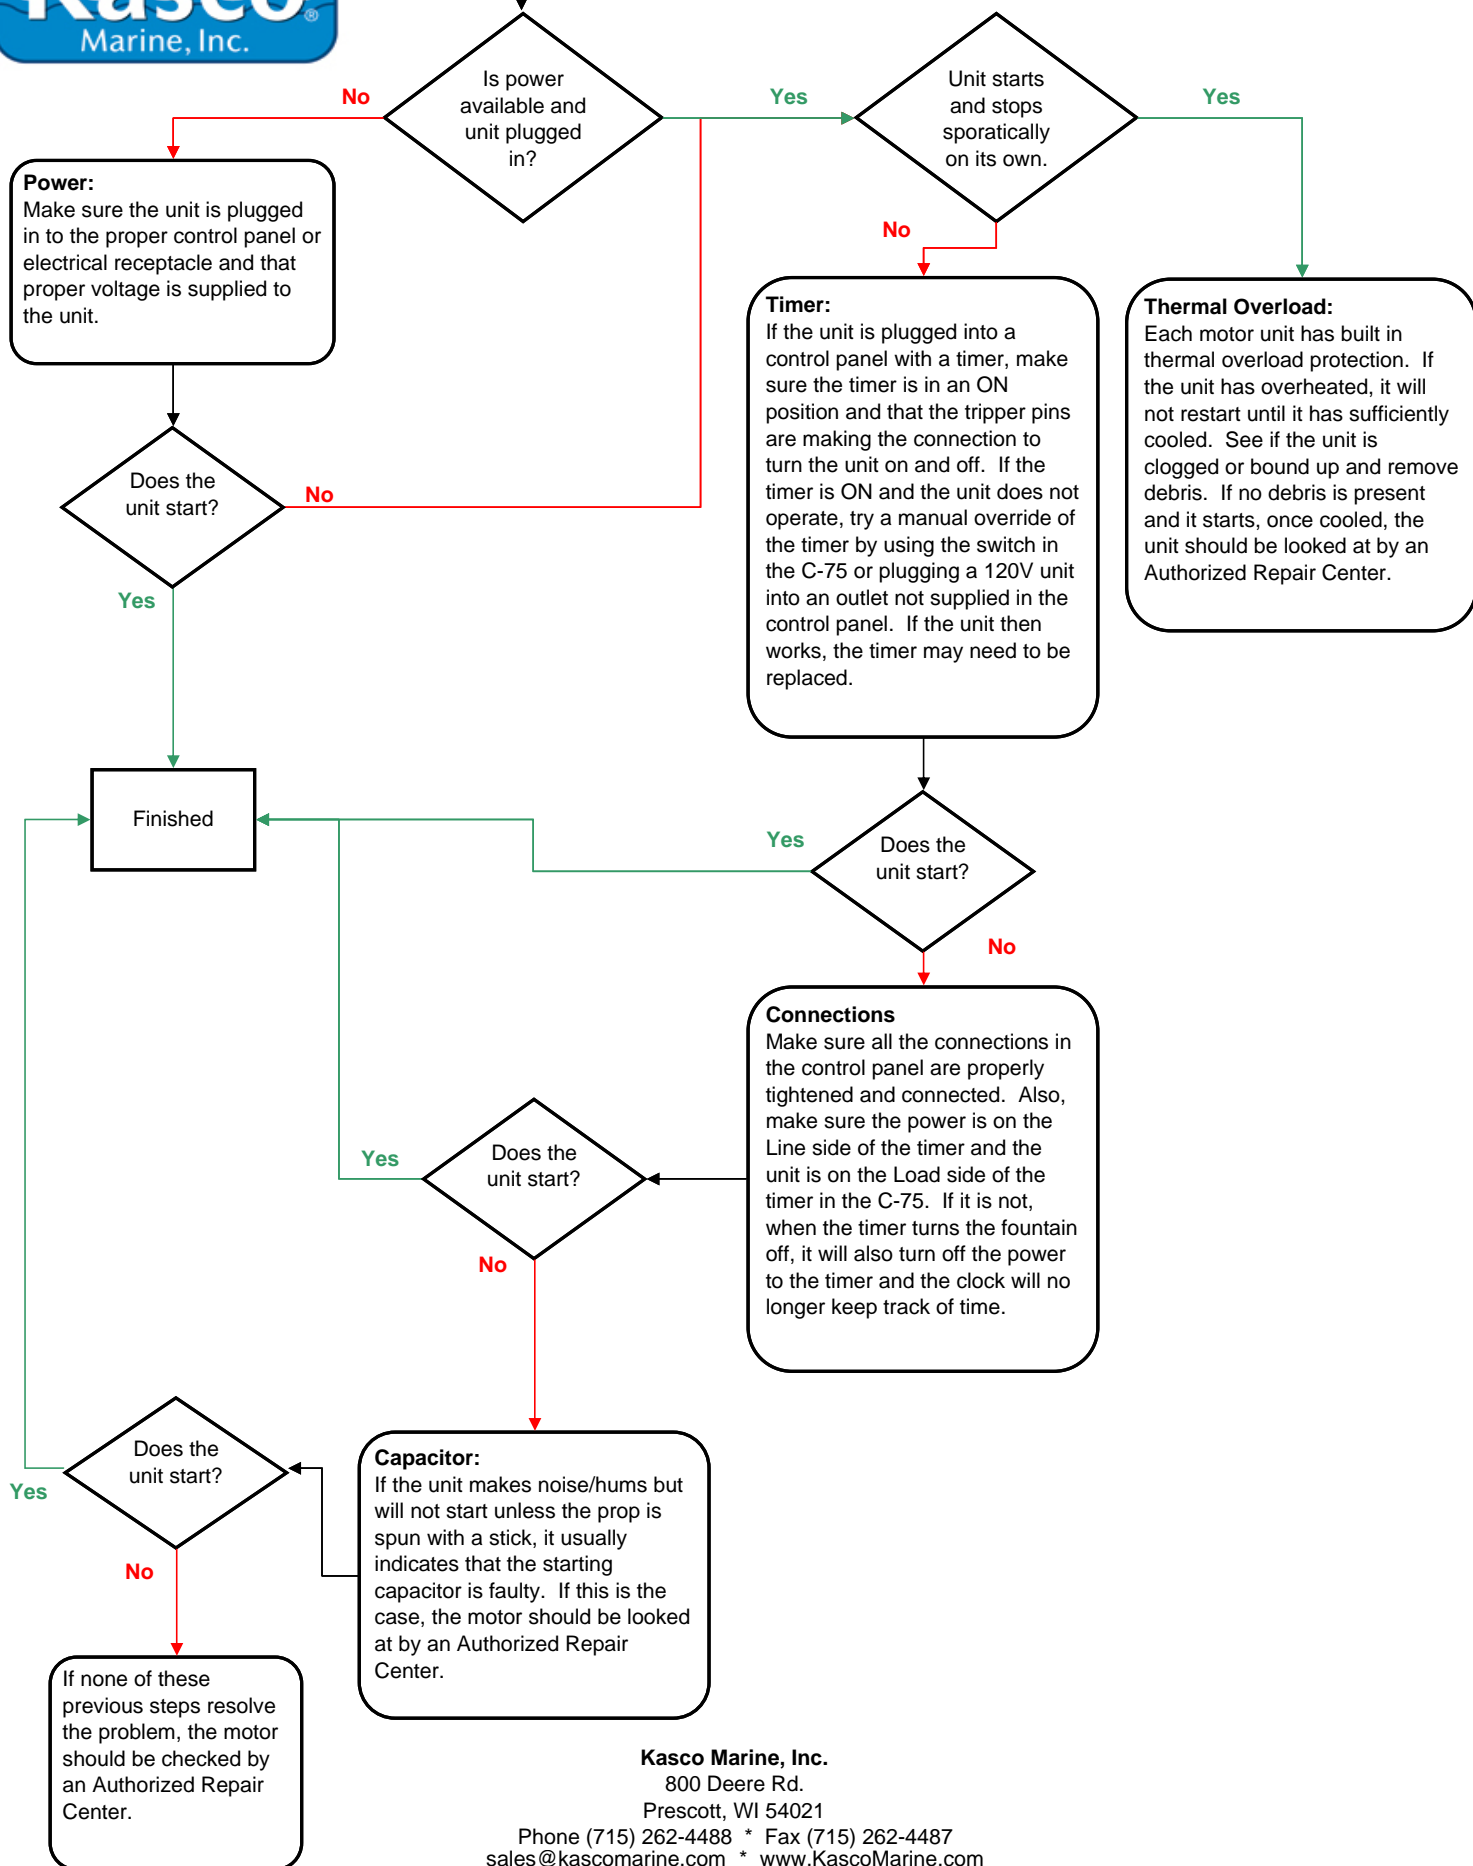 Kasco®
Marine, Inc.
Is power
available and
unit plugged
in?
No
Yes
Unit starts
and stops
sporatically
on its own.
Yes
No
Power:
Make sure the unit is plugged
in to the proper control panel or
electrical receptacle and that
proper voltage is supplied to
the unit.
Does the
unit start?
No
Yes
Timer:
If the unit is plugged into a
control panel with a timer, make
sure the timer is in an ON
position and that the tripper pins
are making the connection to
turn the unit on and off.  If the
timer is ON and the unit does not
operate, try a manual override of
the timer by using the switch in
the C-75 or plugging a 120V unit
into an outlet not supplied in the
control panel.  If the unit then
works, the timer may need to be
replaced.
Thermal Overload:
Each motor unit has built in
thermal overload protection.  If
the unit has overheated, it will
not restart until it has sufficiently
cooled.  See if the unit is
clogged or bound up and remove
debris.  If no debris is present
and it starts, once cooled, the
unit should be looked at by an
Authorized Repair Center.
Finished
Yes
Does the
unit start?
No
Connections
Make sure all the connections in
the control panel are properly
tightened and connected.  Also,
make sure the power is on the
Line side of the timer and the
unit is on the Load side of the
timer in the C-75.  If it is not,
when the timer turns the fountain
off, it will also turn off the power
to the timer and the clock will no
longer keep track of time.
Yes
Does the
unit start?
No
Capacitor:
If the unit makes noise/hums but
will not start unless the prop is
spun with a stick, it usually
indicates that the starting
capacitor is faulty.  If this is the
case, the motor should be looked
at by an Authorized Repair
Center.
Does the
unit start?
Yes
No
If none of these
previous steps resolve
the problem, the motor
should be checked by
an Authorized Repair
Center.
Kasco Marine, Inc.
800 Deere Rd.
Prescott, WI 54021
Phone (715) 262-4488  *  Fax (715) 262-4487
sales@kascomarine.com  *  www.KascoMarine.com